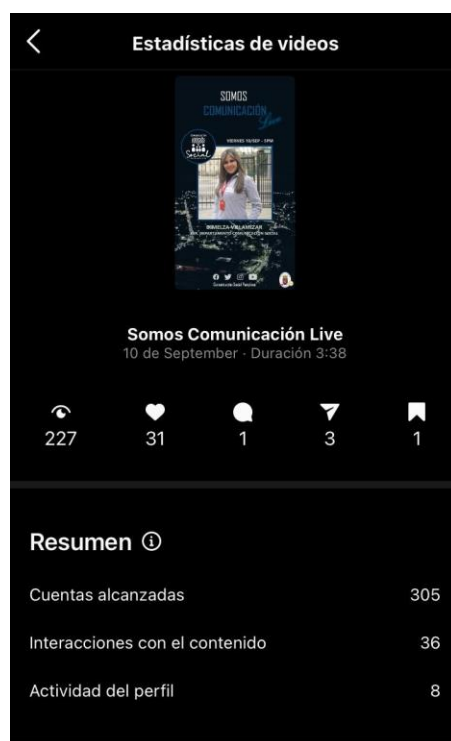 Estadísticas de videos
SOMOS
COMUNICACIÓN
Live
Social
VIERNES 10/SEP - 5PM
Somos Comunicación Live
10 de September · Duración 3:38
227 31 1 3 1
Resumen
Cuentas alcanzadas 305
Interacciones con el contenido 36
Actividad del perfil 8